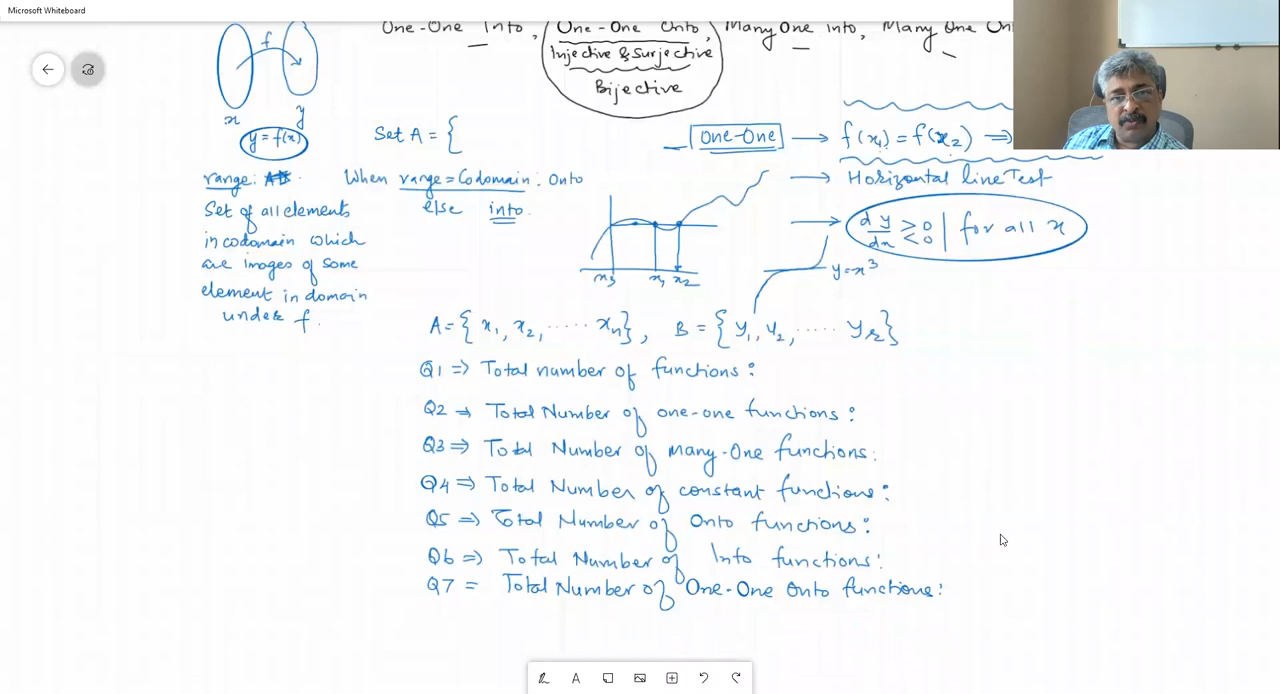 Microsoft Whiteboard
One-One Into, One-One Onto, Many One into, Many One
Injective & Surjective
Bijective
f
x
y
y = f(x)
Set A = {
One-One → f(x₁) = f(x₂) ⇒
→ Horizontal line Test
→ dy/dx ≥ 0 < 0 | for all x
range:
Set of all elements
in codomain which
are images of some
element in domain
under f.
When range = Codomain: Onto
else into.
x₃ x₁ x₂
y = x³
A = { x₁, x₂, ..... xₙ}, B = { y₁, y₂, ..... yᵣ}
Q1 => Total number of functions:
Q2 → Total Number of one-one functions:
Q3 => Total Number of many-One functions:
Q4 => Total Number of constant functions:
Q5 => Total Number of Onto functions:
Q6 => Total Number of Into functions:
Q7 = Total Number of One-One Onto functions: